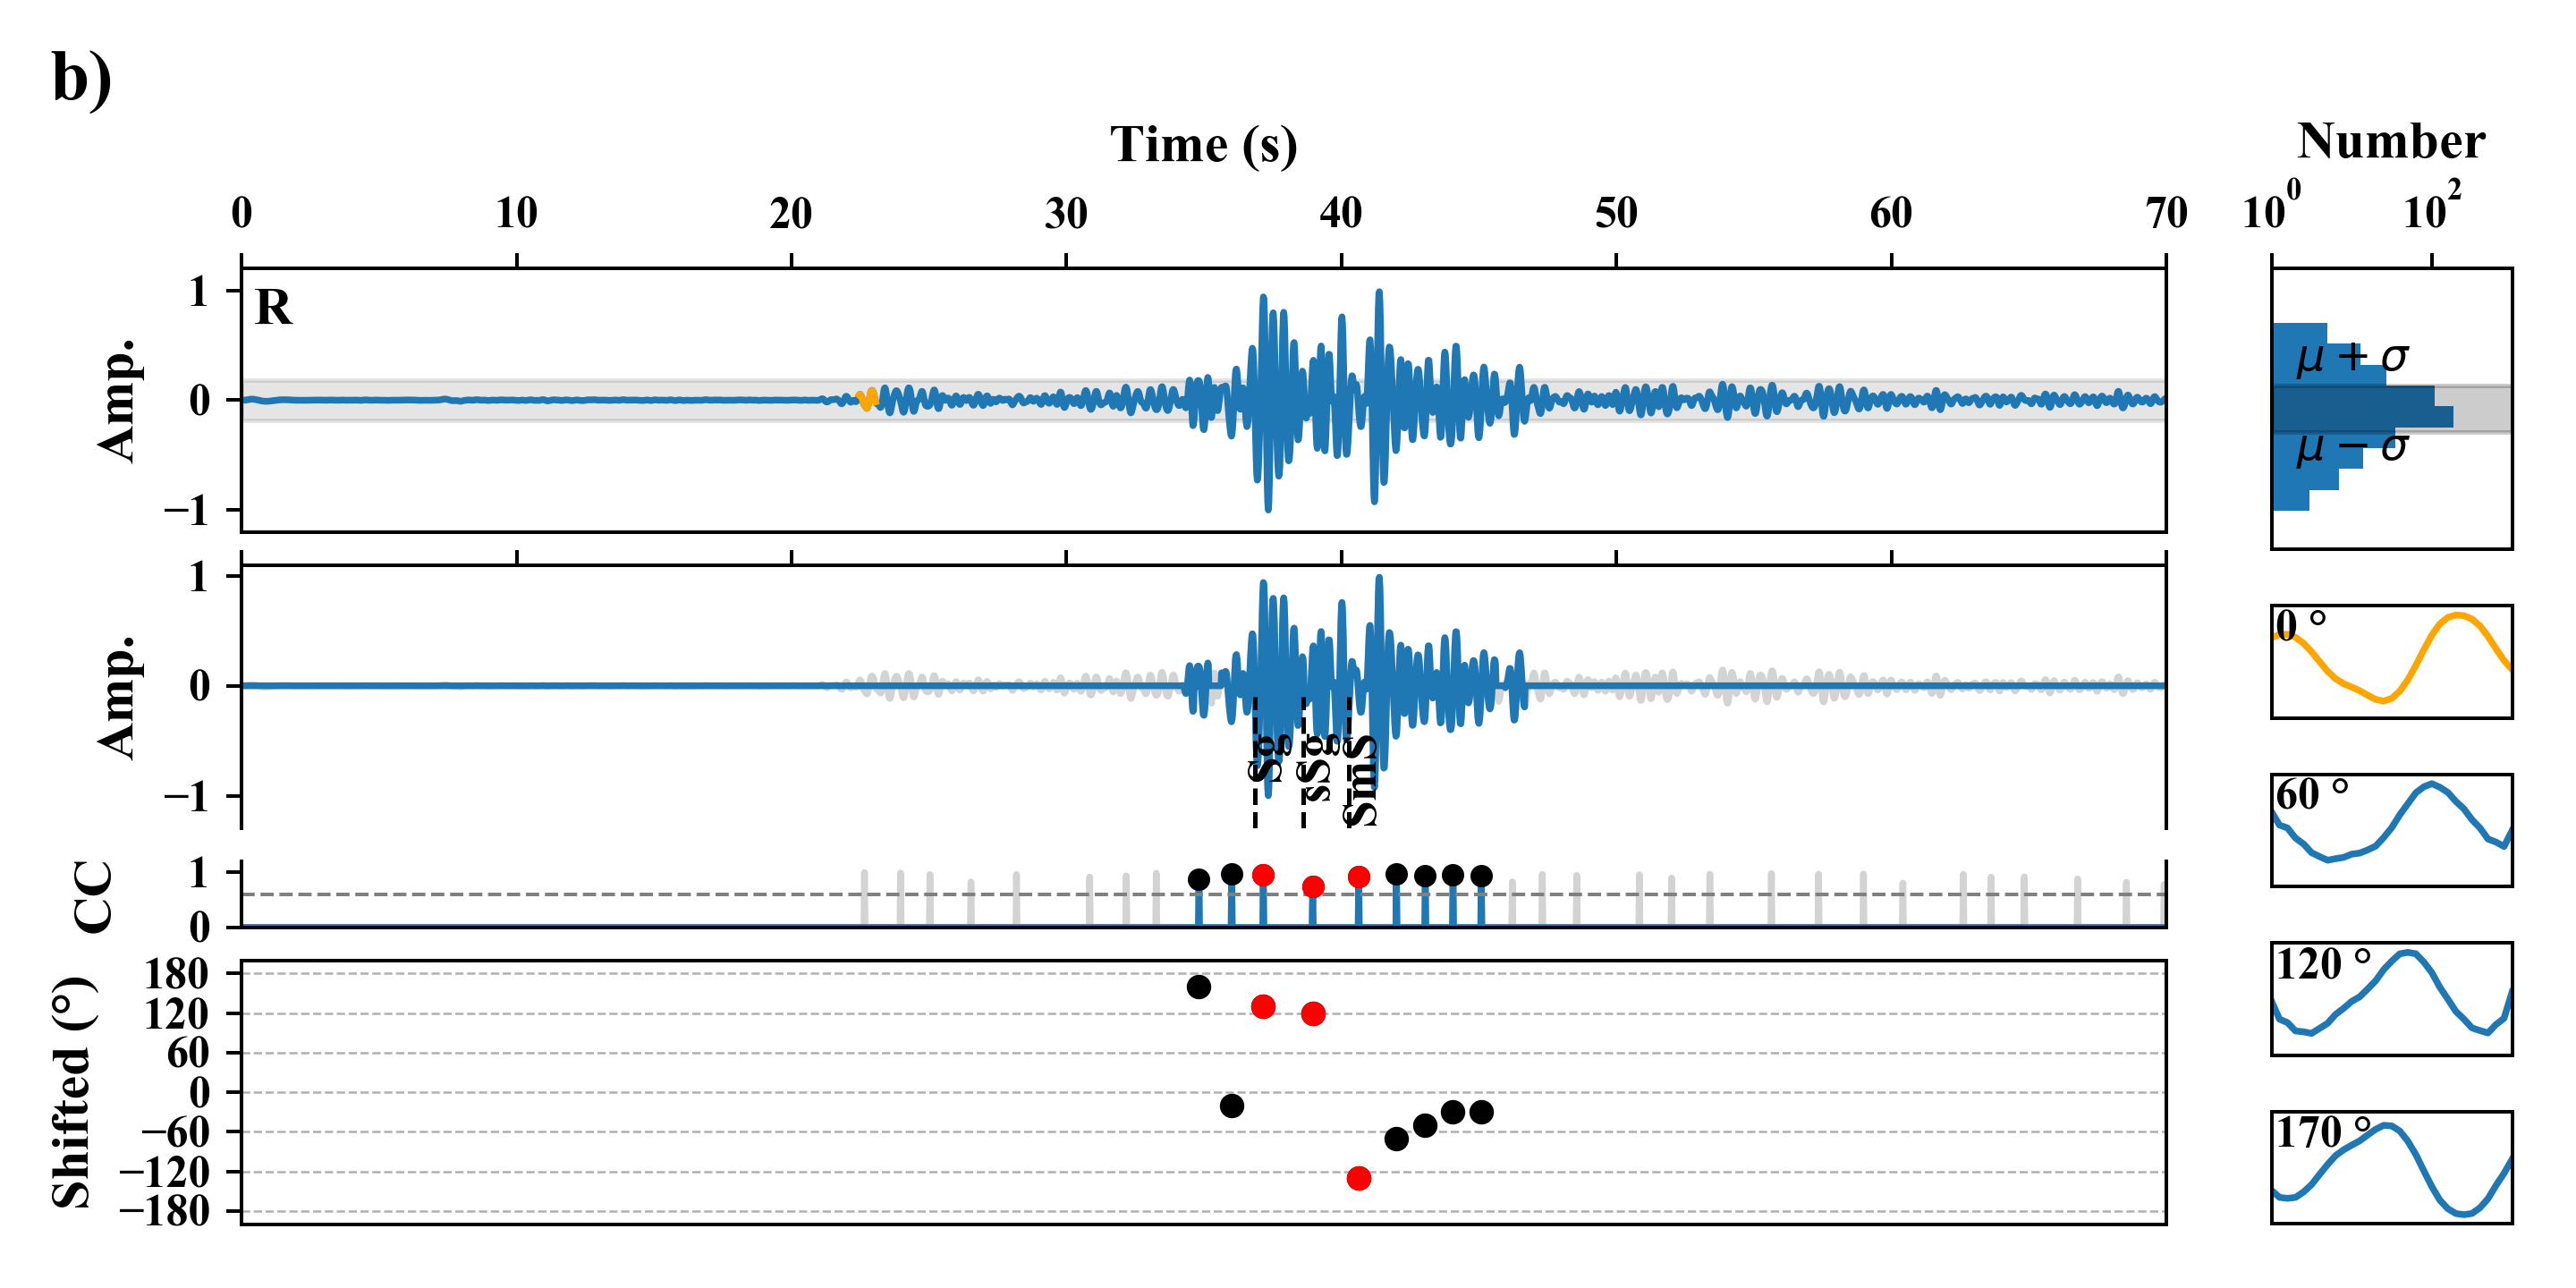 b)
Time (s)
Number
0 10 20 30 40 50 60 70
10^0 10^2
R
Amp.
1
0
−1
μ + σ
μ − σ
Amp.
1
0
−1
Sg
sSg
SmS
0 °
60 °
CC
1
0
120 °
Shifted (°)
180
120
60
0
−60
−120
−180
170 °